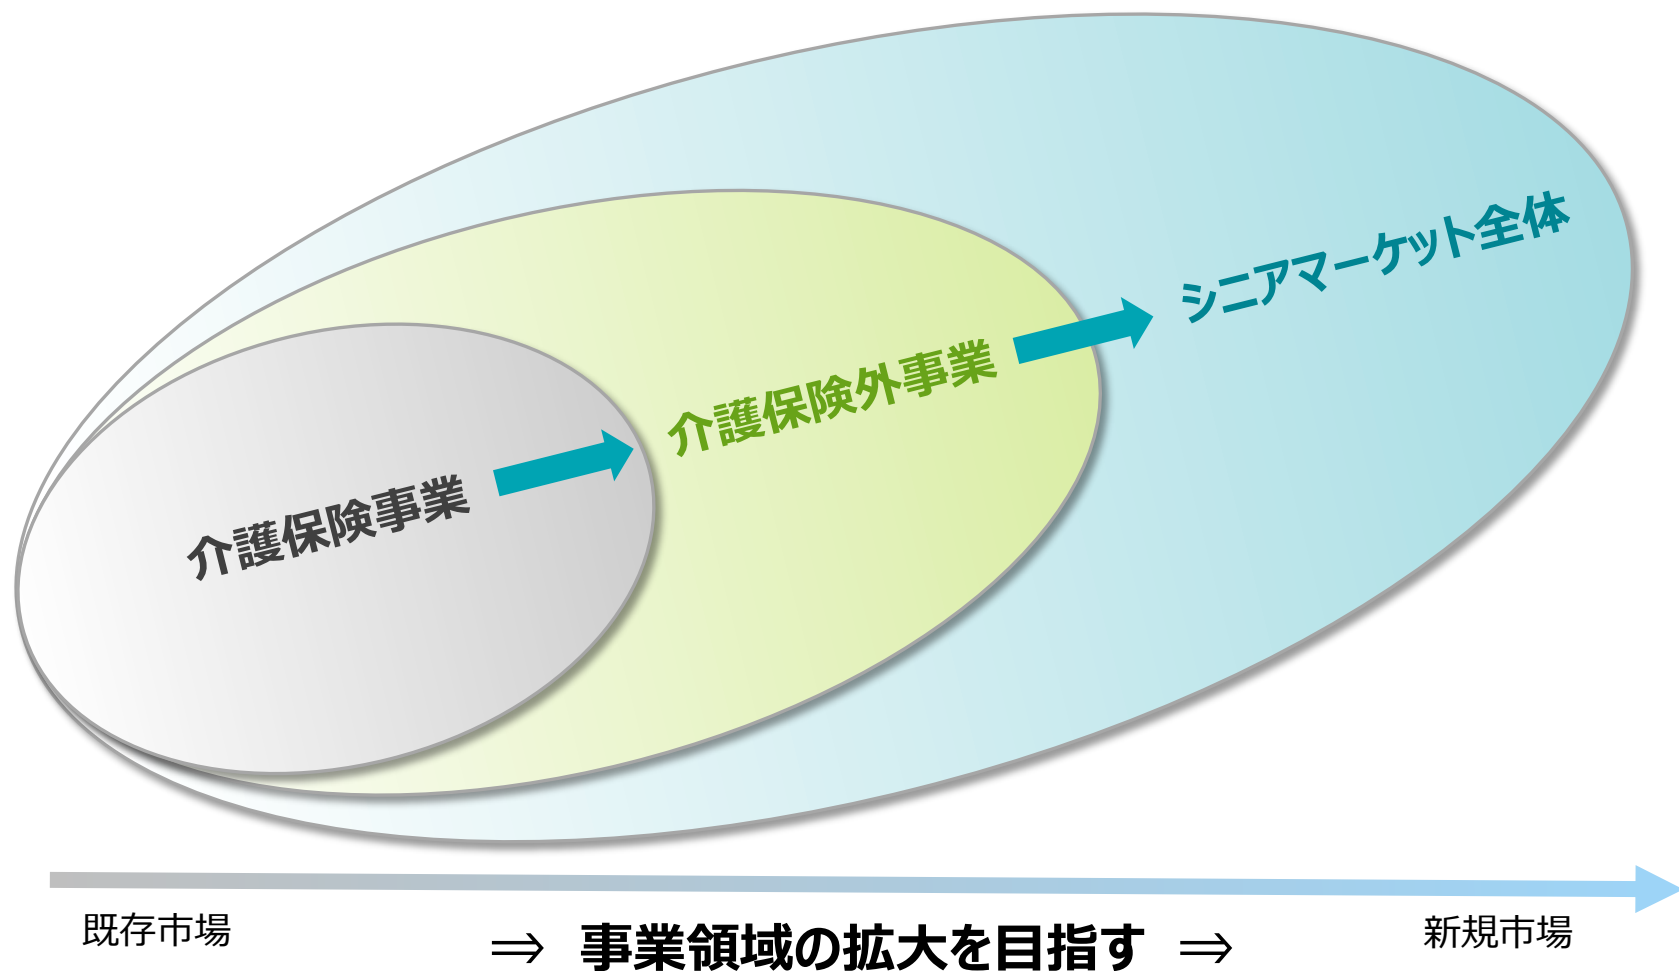 シニアマーケット全体
介護保険外事業
介護保険事業
既存市場
⇒ 事業領域の拡大を目指す ⇒
新規市場